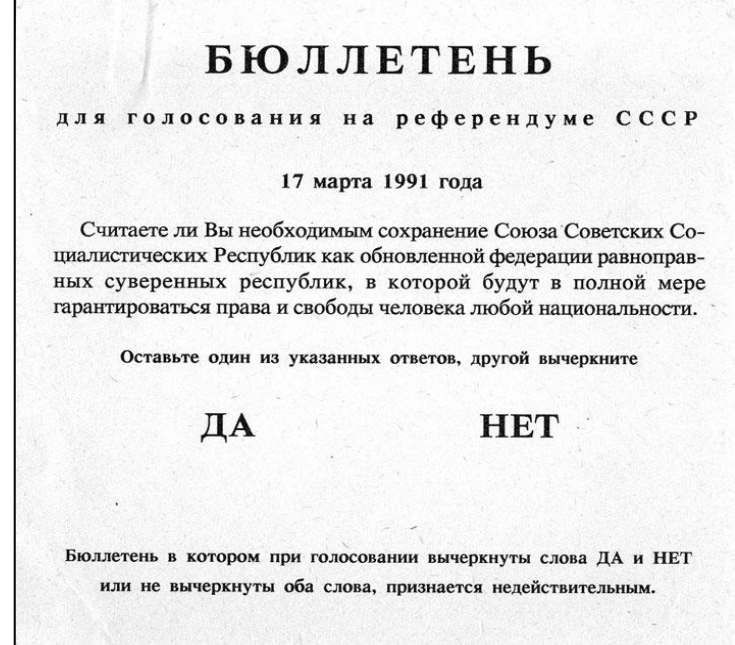 БЮЛЛЕТЕНЬ
для голосования на референдуме СССР
17 марта 1991 года
Считаете ли Вы необходимым сохранение Союза Советских Со-
циалистических Республик как обновленной федерации равноправ-
ных суверенных республик, в которой будут в полной мере
гарантироваться права и свободы человека любой национальности.
Оставьте один из указанных ответов, другой вычеркните
ДА НЕТ
Бюллетень в котором при голосовании вычеркнуты слова ДА и НЕТ
или не вычеркнуты оба слова, признается недействительным.